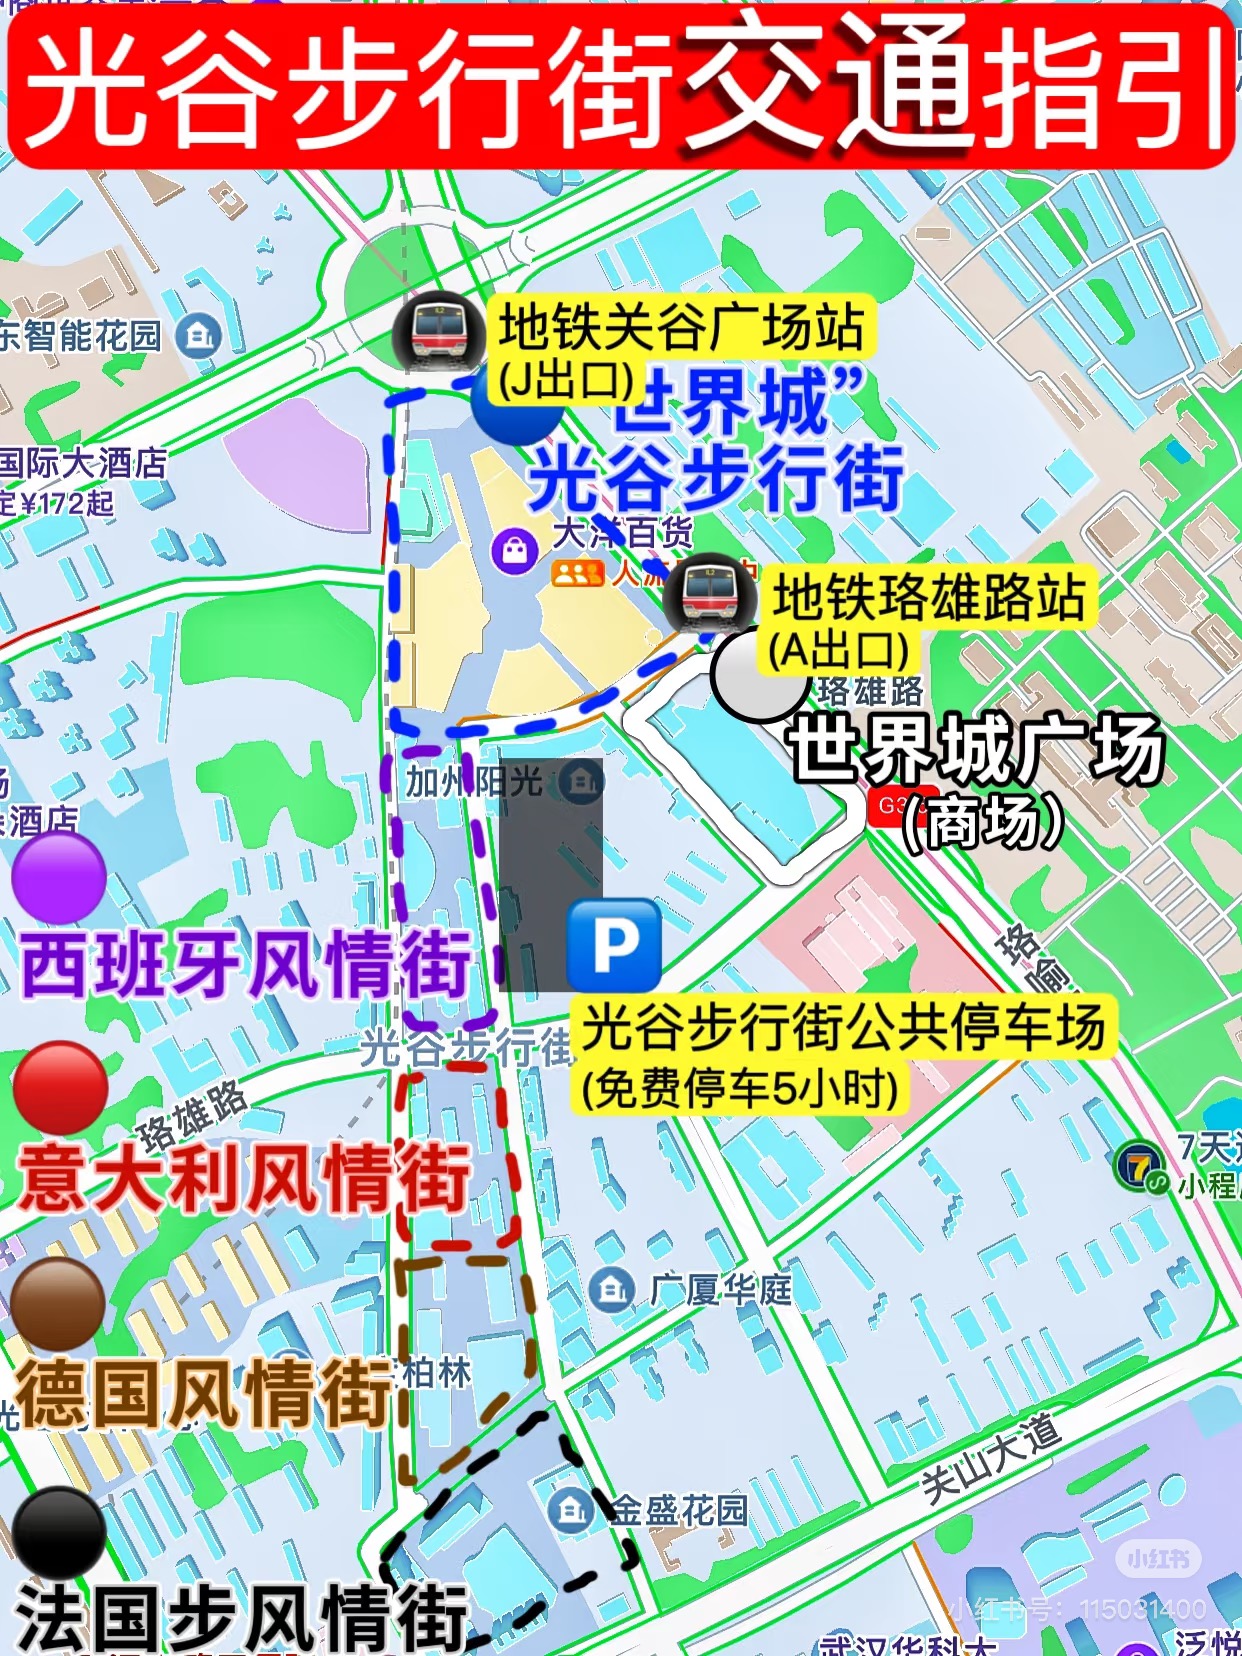 光谷步行街交通指引
东智能花园
地铁关谷广场站
(J出口)
世界城”
光谷步行街
国际大酒店
定¥172起
大洋百货
地铁珞雄路站
(A出口)
珞雄路
世界城广场
(商场)
加州阳光
酒店
P
西班牙风情街
珞喻
光谷步行街公共停车场
(免费停车5小时)
光谷步行街
珞雄路
意大利风情街
7天
小程
广厦华庭
德国风情街
柏林
关山大道
金盛花园
法国步风情街
小红书
小红书号：115031400
武汉华科大
泛悦